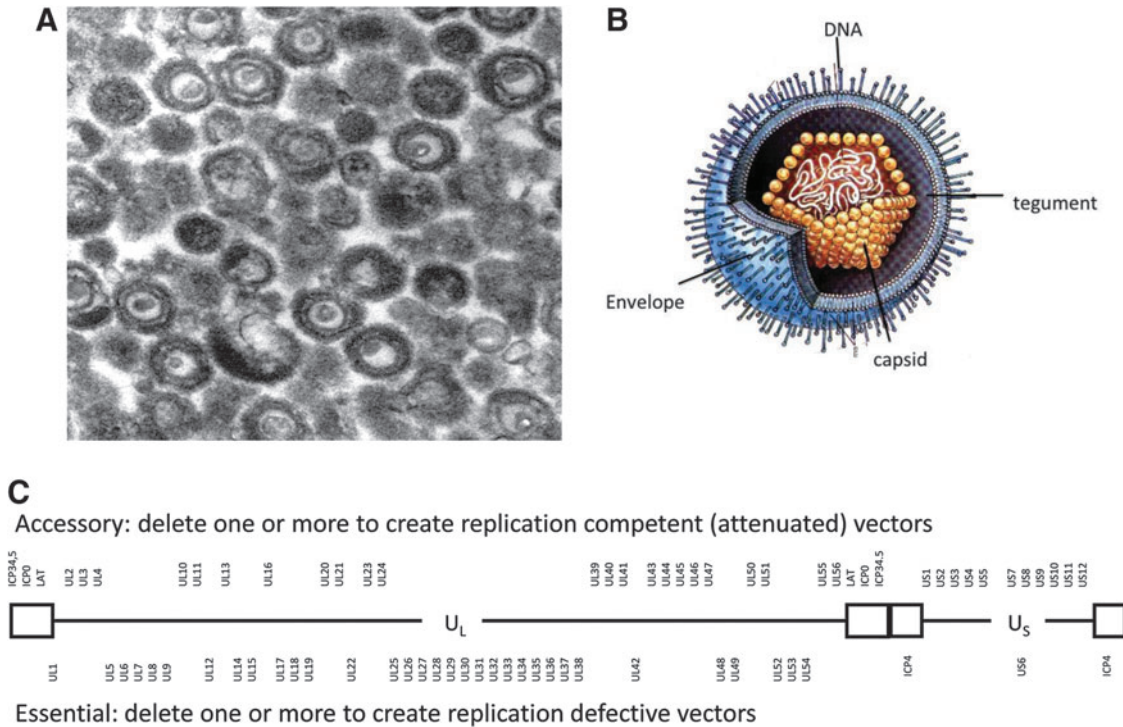 A
B
DNA
tegument
Envelope
capsid
C
Accessory: delete one or more to create replication competent (attenuated) vectors
ICP34,5 ICP0 LAT UL2 UL3 UL4 UL10 UL11 UL13 UL16 UL20 UL21 UL23 UL24 UL39 UL40 UL41 UL43 UL44 UL45 UL46 UL47 UL50 UL51 UL55 UL56 LAT ICP0 ICP34.5 US1 US2 US3 US4 US5 US7 US8 US9 US10 US11 US12
UL US
UL1 UL5 UL6 UL7 UL8 UL9 UL12 UL14 UL15 UL17 UL18 UL19 UL22 UL25 UL26 UL27 UL28 UL29 UL30 UL31 UL32 UL33 UL34 UL35 UL36 UL37 UL38 UL42 UL48 UL49 UL52 UL53 UL54 ICP4 US6 ICP4
Essential: delete one or more to create replication defective vectors